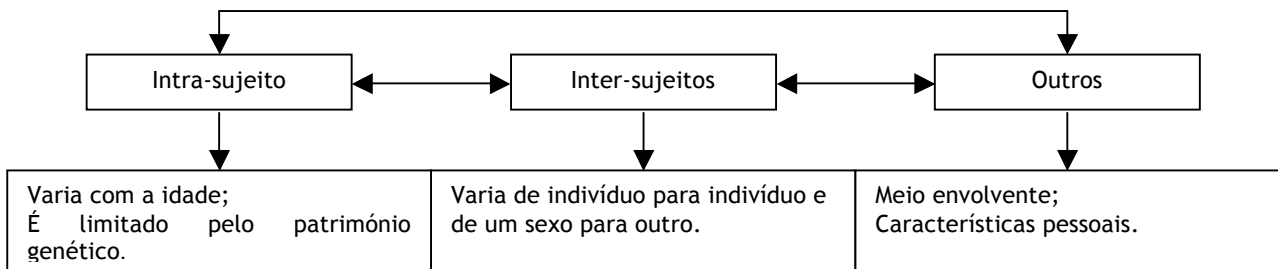 Intra-sujeito
Inter-sujeitos
Outros
Varia com a idade;
É limitado pelo património
genético.
Varia de indivíduo para indivíduo e
de um sexo para outro.
Meio envolvente;
Características pessoais.